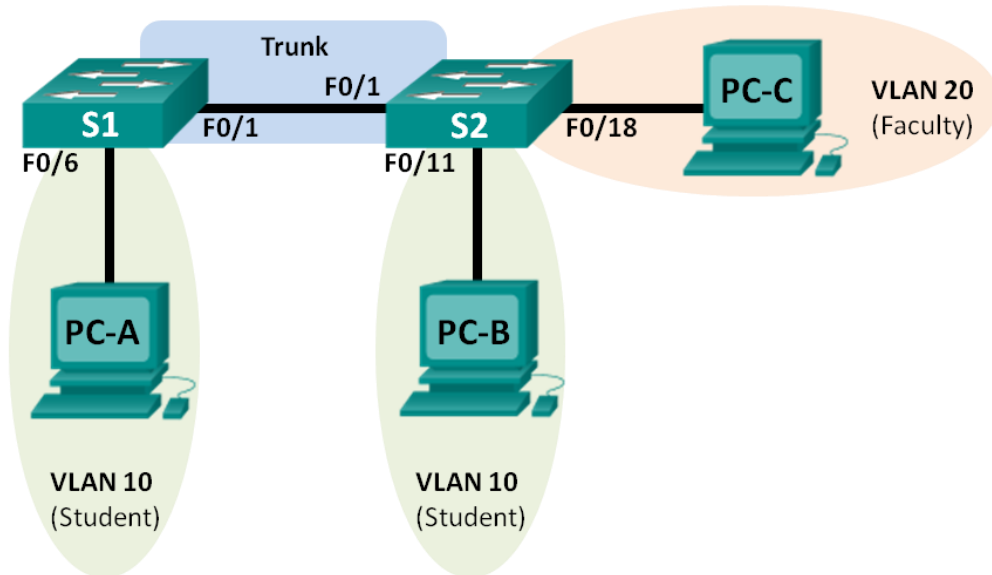 Trunk
F0/1
S1
F0/1
S2
F0/18
PC-C
VLAN 20
(Faculty)
F0/6
F0/11
PC-A
PC-B
VLAN 10
(Student)
VLAN 10
(Student)